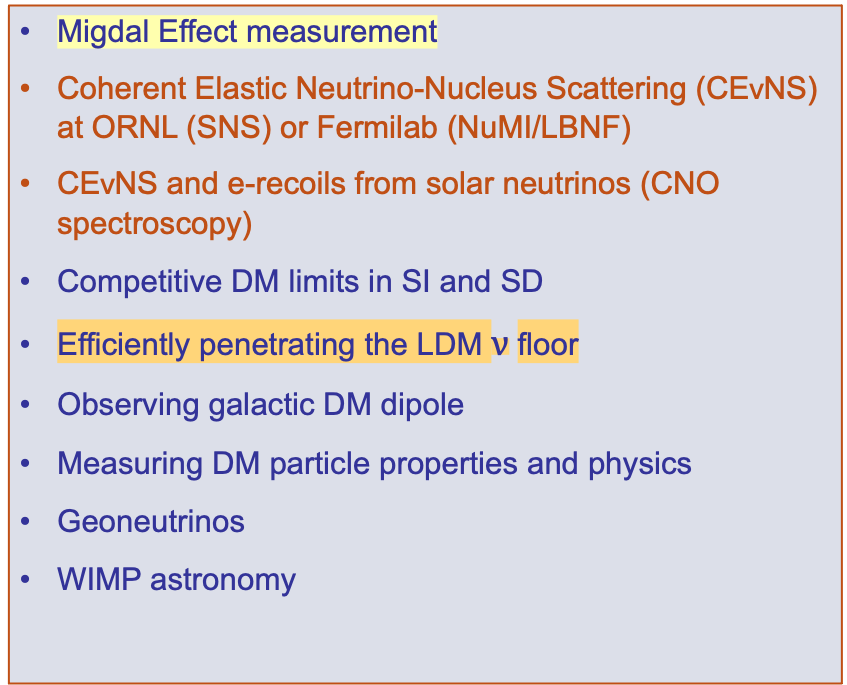 • Migdal Effect measurement
• Coherent Elastic Neutrino-Nucleus Scattering (CEvNS)
at ORNL (SNS) or Fermilab (NuMI/LBNF)
• CEvNS and e-recoils from solar neutrinos (CNO
spectroscopy)
• Competitive DM limits in SI and SD
• Efficiently penetrating the LDM ν floor
• Observing galactic DM dipole
• Measuring DM particle properties and physics
• Geoneutrinos
• WIMP astronomy